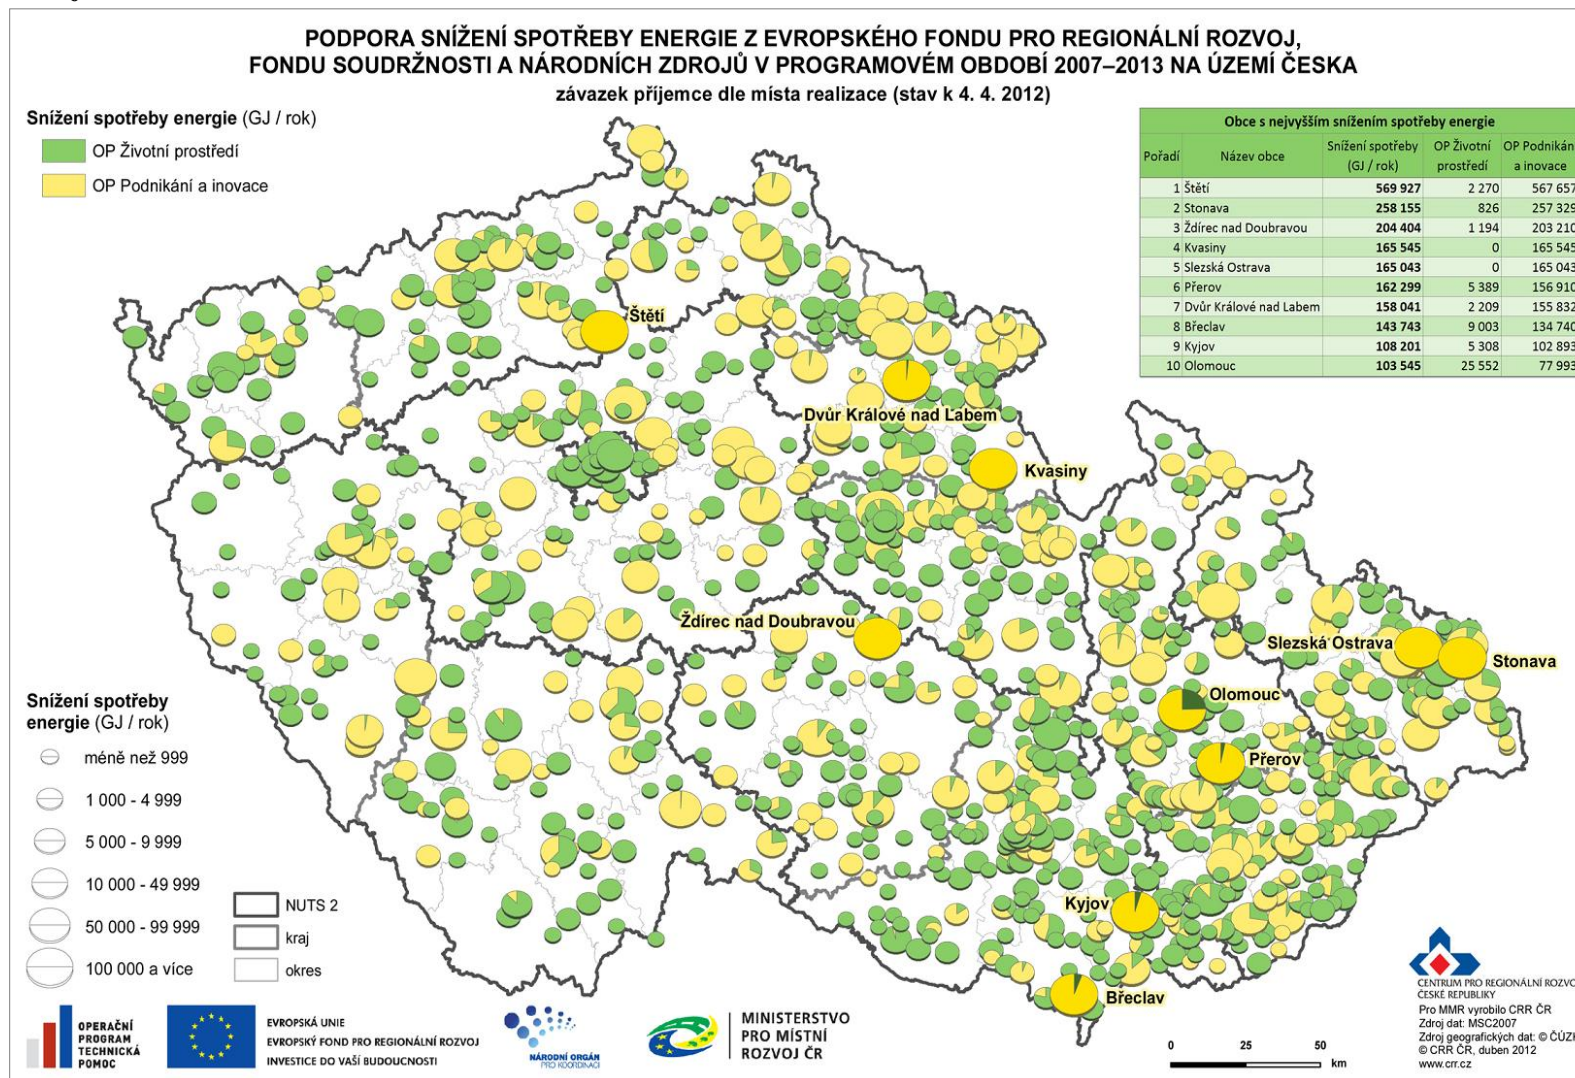 PODPORA SNÍŽENÍ SPOTŘEBY ENERGIE Z EVROPSKÉHO FONDU PRO REGIONÁLNÍ ROZVOJ,
FONDU SOUDRŽNOSTI A NÁRODNÍCH ZDROJŮ V PROGRAMOVÉM OBDOBÍ 2007–2013 NA ÚZEMÍ ČESKA
závazek příjemce dle místa realizace (stav k 4. 4. 2012)
Snížení spotřeby energie (GJ / rok)
OP Životní prostředí
OP Podnikání a inovace
Obce s nejvyšším snížením spotřeby energie
Pořadí Název obce Snížení spotřeby (GJ / rok) OP Životní prostředí OP Podnikán a inovace
1 Štětí 569 927 2 270 567 657
2 Stonava 258 155 826 257 329
3 Ždírec nad Doubravou 204 404 1 194 203 210
4 Kvasiny 165 545 0 165 545
5 Slezská Ostrava 165 043 0 165 043
6 Přerov 162 299 5 389 156 910
7 Dvůr Králové nad Labem 158 041 2 209 155 832
8 Břeclav 143 743 9 003 134 740
9 Kyjov 108 201 5 308 102 893
10 Olomouc 103 545 25 552 77 993
Štětí
Dvůr Králové nad Labem
Kvasiny
Ždírec nad Doubravou
Slezská Ostrava
Stonava
Olomouc
Přerov
Kyjov
Břeclav
Snížení spotřeby
energie (GJ / rok)
méně než 999
1 000 - 4 999
5 000 - 9 999
10 000 - 49 999
50 000 - 99 999
100 000 a více
NUTS 2
kraj
okres
OPERAČNÍ
PROGRAM
TECHNICKÁ
POMOC
EVROPSKÁ UNIE
EVROPSKÝ FOND PRO REGIONÁLNÍ ROZVOJ
INVESTICE DO VAŠÍ BUDOUCNOSTI
NÁRODNÍ ORGÁN
PRO KOORDINACI
MINISTERSTVO
PRO MÍSTNÍ
ROZVOJ ČR
0 25 50
km
CENTRUM PRO REGIONÁLNÍ ROZVO
ČESKÉ REPUBLIKY
Pro MMR vyrobilo CRR ČR
Zdroj dat: MSC2007
Zdroj geografických dat: © ČÚZK
© CRR ČR, duben 2012
www.crr.cz